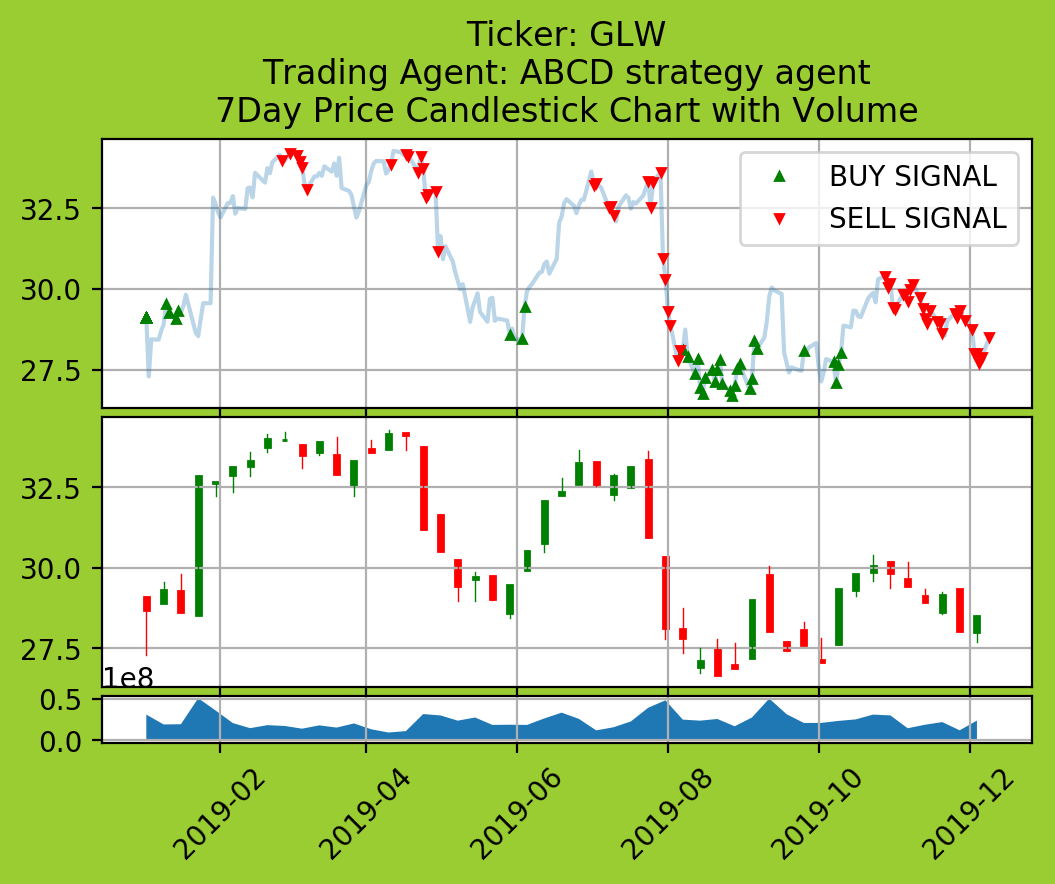 Ticker: GLW
Trading Agent: ABCD strategy agent
7Day Price Candlestick Chart with Volume
BUY SIGNAL
SELL SIGNAL
32.5
30.0
27.5
32.5
30.0
27.5
1e8
0.5
0.0
2019-02
2019-04
2019-06
2019-08
2019-10
2019-12